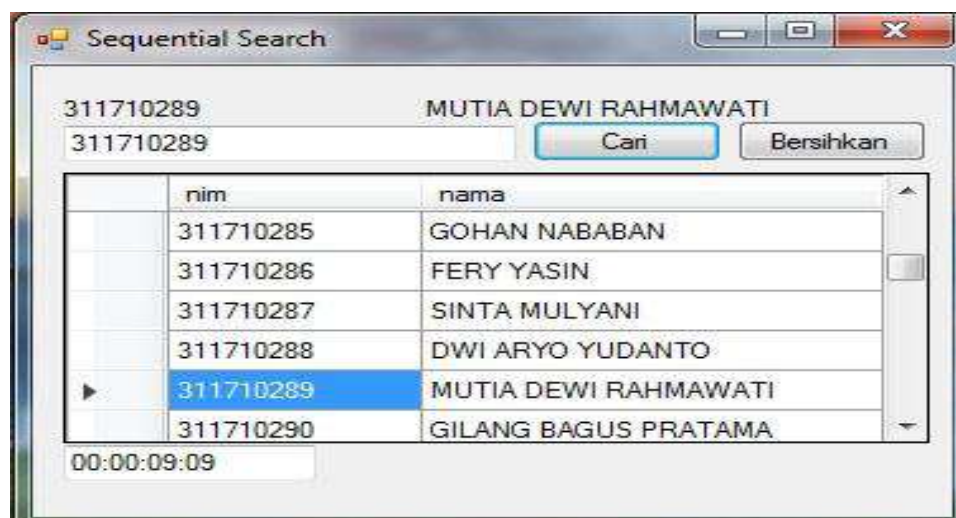 Sequential Search
311710289 MUTIA DEWI RAHMAWATI
311710289 Cari Bersihkan
nim nama
311710285 GOHAN NABABAN
311710286 FERY YASIN
311710287 SINTA MULYANI
311710288 DWI ARYO YUDANTO
311710289 MUTIA DEWI RAHMAWATI
311710290 GILANG BAGUS PRATAMA
00:00:09:09